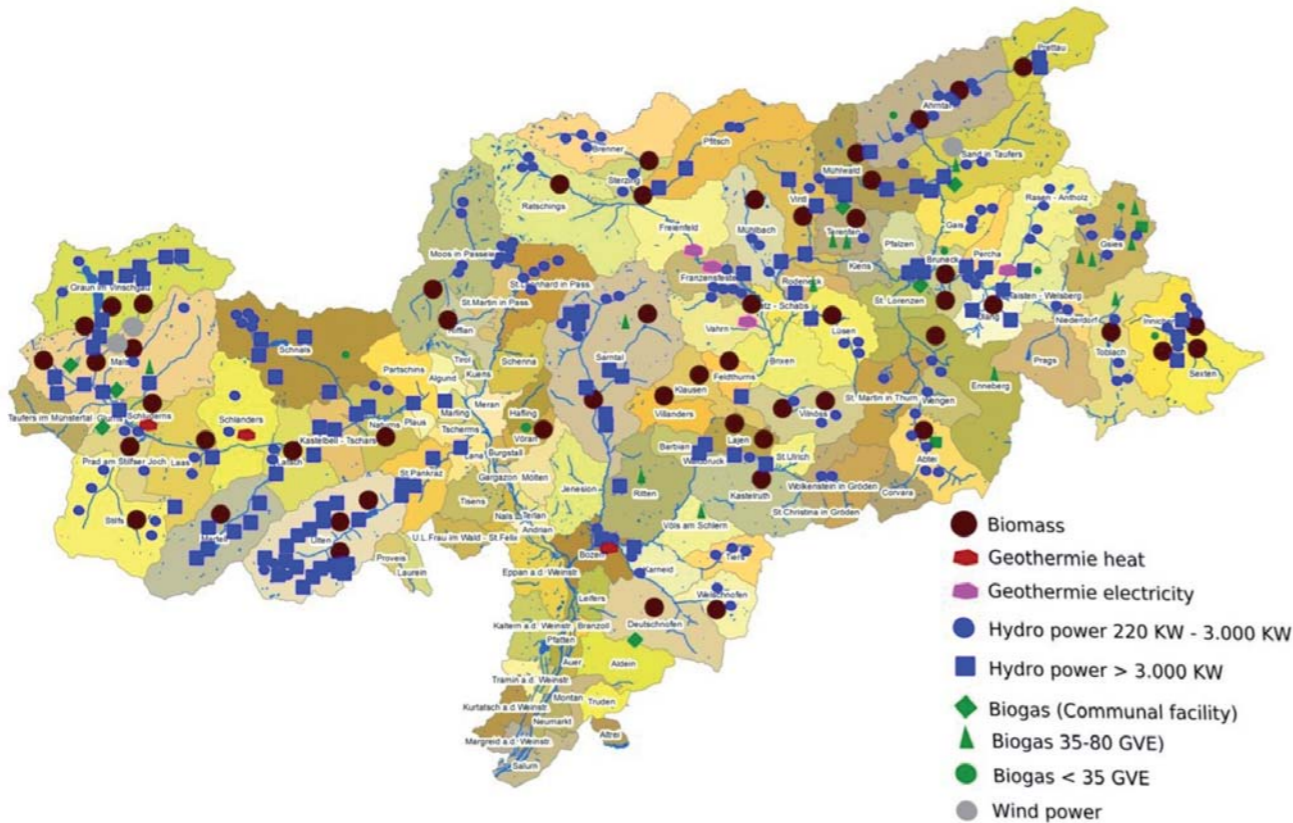 Prettau
Ahrntal
Pfitsch
Brenner
Sand in Taufers
Mühlwald
Sterzing
Ratschings
Vintl
Rasen - Antholz
Mühlbach
Gais
Freienfeld
Terenten
Pfalzen
Gsies
Moos in Passeier
Percha
Bruneck
Franzensfeste
Kiens
Graun im Vinschgau
Rodeneck
St.Leonhard in Pass.
St. Lorenzen
St.Martin in Pass.
Niederdorf
Innichen
Vahrn
Lüsen
Riffian
Toblach
Schnals
Sarntal
Brixen
Prags
Tirol
Schenna
Feldthurns
Enneberg
Sexten
Partschins
Kuens
Algund
Klausen
St. Martin in Thurn
Wengen
Meran
Schlanders
Villanders
Vilnöss
Taufers im Münstertal
Schluderns
Marling
Hafling
Plaus
Naturns
Lajen
Tscherms
Vöran
Kastelbell - Tschars
Barbien
Abtei
Lana
Burgstall
Waidbruck
St.Ulrich
Prad am Stilfser Joch
Laas
Latsch
St.Pankraz
Gargazon
Mölten
Wolkenstein in Gröden
Corvara
Jenesien
Ritten
Kastelruth
Tisens
St.Christina in Gröden
Nals
Terlan
Stilfs
Martell
Ulten
Andrian
Völs am Schlern
U.L.Frau im Wald - St.Felix
Proveis
Bozen
Tiers
Laurein
Eppan a.d. Weinstr.
Karneid
Welschnofen
Leifers
Deutschnofen
Kaltern a.d. Weinstr.
Branzoll
Pfatten
Auer
Aldein
Tramin a.d. Weinstr.
Montan
Truden
Kurtatsch a.d. Weinstr.
Neumarkt
Altrei
Margreid a.d. Weinstr.
Salurn
Biomass
Geothermie heat
Geothermie electricity
Hydro power 220 KW - 3.000 KW
Hydro power > 3.000 KW
Biogas (Communal facility)
Biogas 35-80 GVE)
Biogas < 35 GVE
Wind power